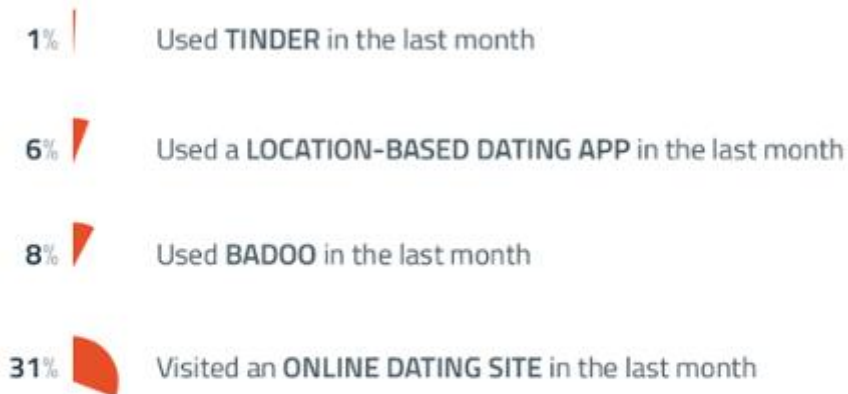 1% Used TINDER in the last month
6% Used a LOCATION-BASED DATING APP in the last month
8% Used BADOO in the last month
31% Visited an ONLINE DATING SITE in the last month